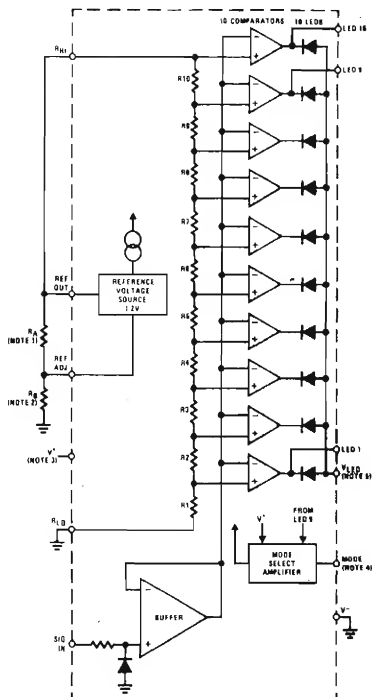 10 COMPARATORS 10 LEDS
LED 10
RHI
LED 9
R10
R9
R8
R7
REF
OUT
REFERENCE
VOLTAGE
SOURCE
1.2V
R6
R5
RA
(NOTE 1)
REF
ADJ
R4
RB
(NOTE 2)
R3
V+
(NOTE 3)
R2
LED 1
VLED
(NOTE 5)
R1
RLO
V+
FROM
LED 9
MODE
SELECT
AMPLIFIER
MODE
(NOTE 4)
BUFFER
V−
SIG
IN